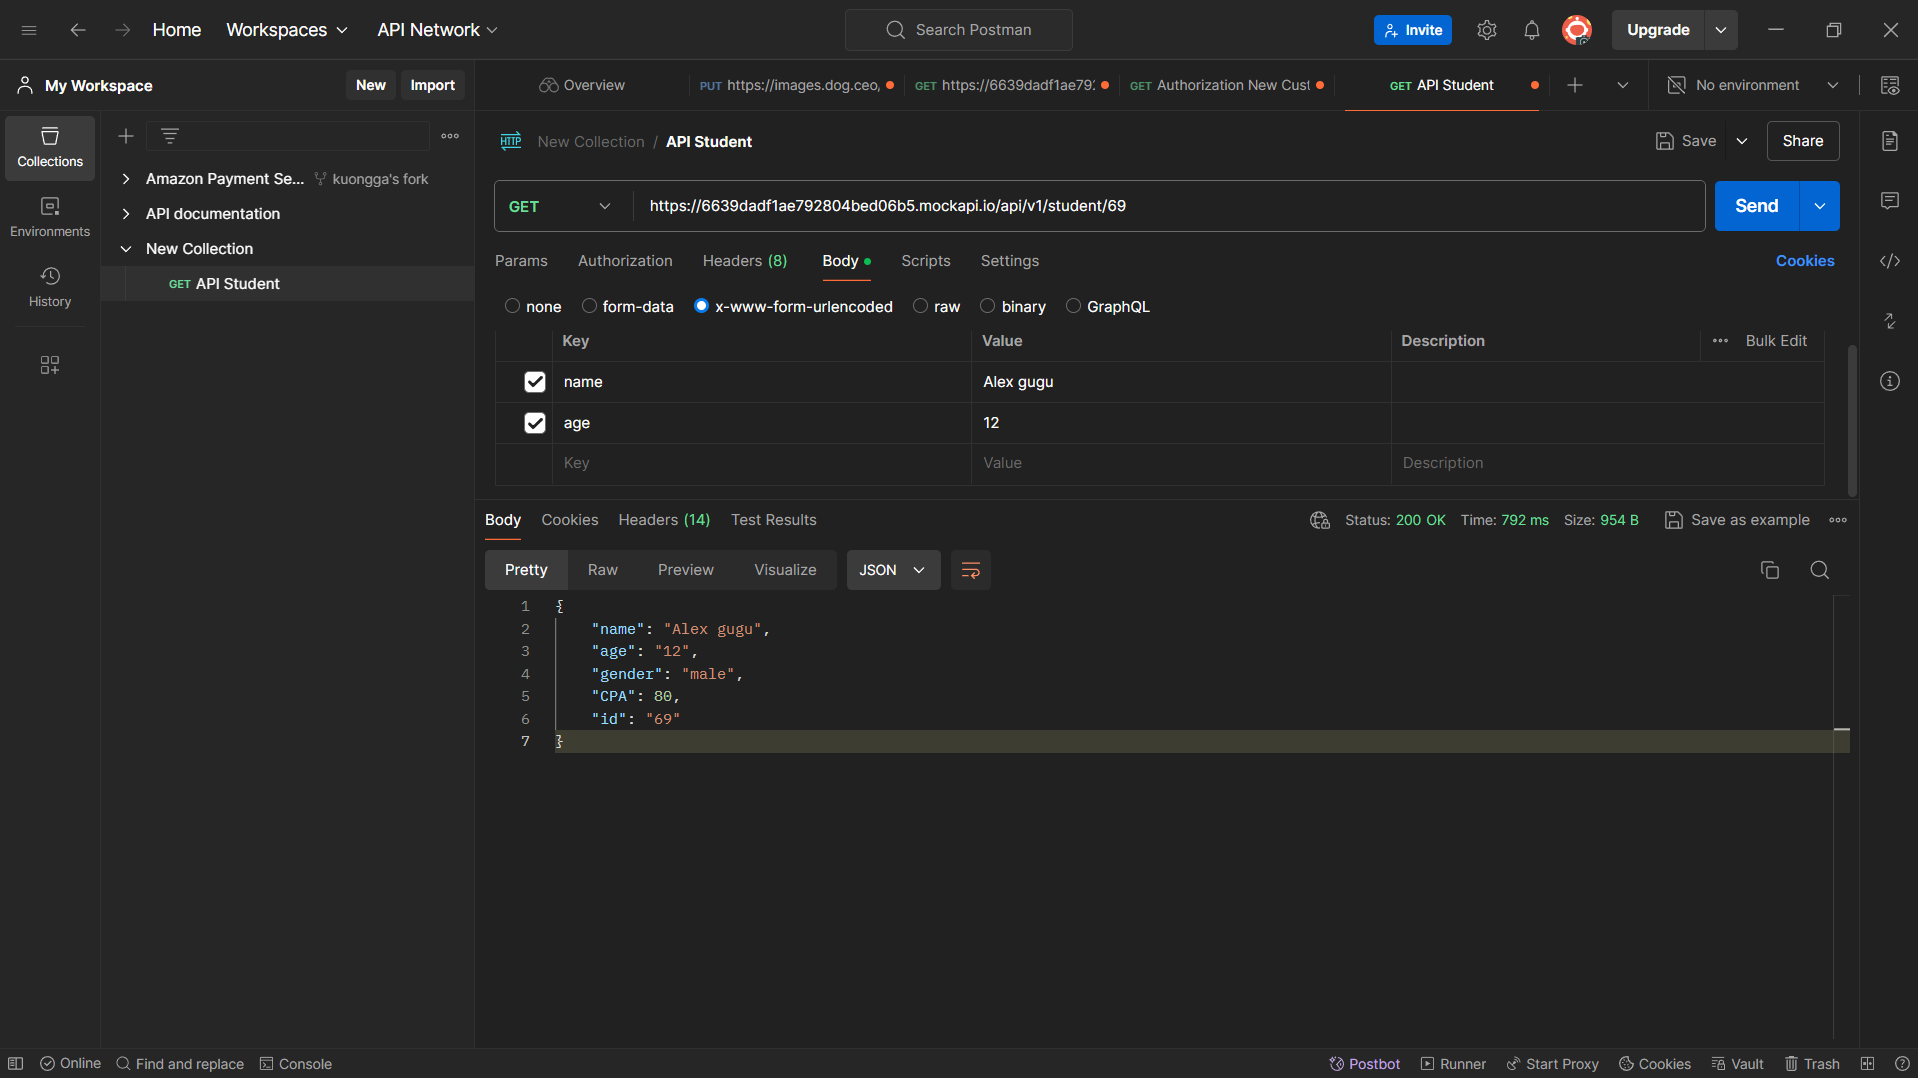 Home Workspaces API Network Search Postman Invite Upgrade
My Workspace New Import Overview PUT https://images.dog.ceo, GET https://6639dadf1ae792 GET Authorization New Cust GET API Student No environment
HTTP New Collection / API Student Save Share
Collections
Environments
History
Amazon Payment Se... kuongga's fork
API documentation
New Collection
GET API Student
GET https://6639dadf1ae792804bed06b5.mockapi.io/api/v1/student/69 Send
Params Authorization Headers (8) Body Scripts Settings Cookies
none form-data x-www-form-urlencoded raw binary GraphQL
Key Value Description Bulk Edit
name Alex gugu
age 12
Key Value Description
Body Cookies Headers (14) Test Results Status: 200 OK Time: 792 ms Size: 954 B Save as example
Pretty Raw Preview Visualize JSON
1 {
2 "name": "Alex gugu",
3 "age": "12",
4 "gender": "male",
5 "CPA": 80,
6 "id": "69"
7 }
Online Find and replace Console Postbot Runner Start Proxy Cookies Vault Trash